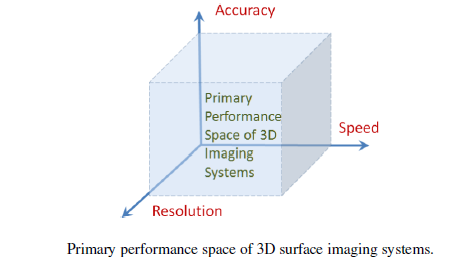 Accuracy
Primary
Performance
Space of 3D
Imaging
Systems
Speed
Resolution
Primary performance space of 3D surface imaging systems.